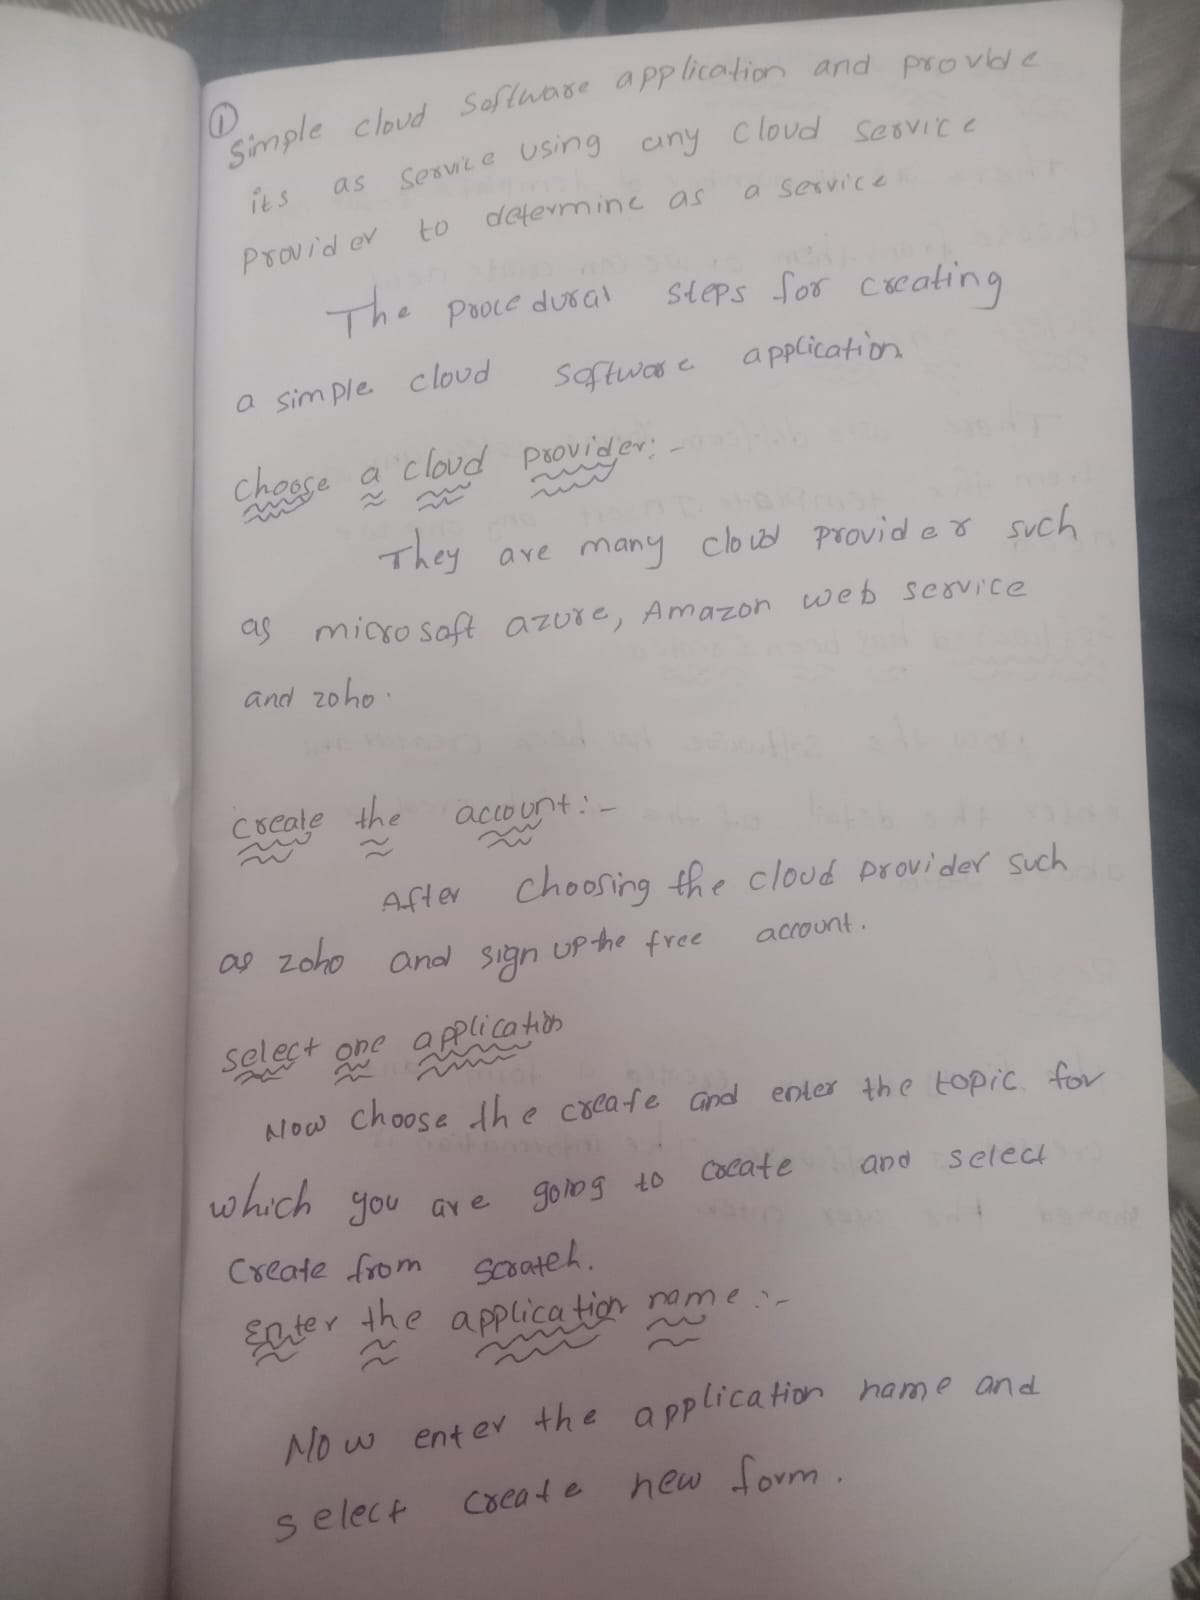 ①
Simple cloud Software application and provide
its as service using any cloud service
Provider to determine as a service
The procedural steps for creating
a simple cloud software application.
Choose a cloud provider:-
They are many cloud provider such
as microsoft azure, Amazon web service
and zoho.
Create the account:-
After choosing the cloud provider such
as zoho and sign up the free account.
Select one application
Now choose the create and enter the topic for
which you are going to create and select
Create from scratch.
Enter the application name:-
Now enter the application name and
select create new form.